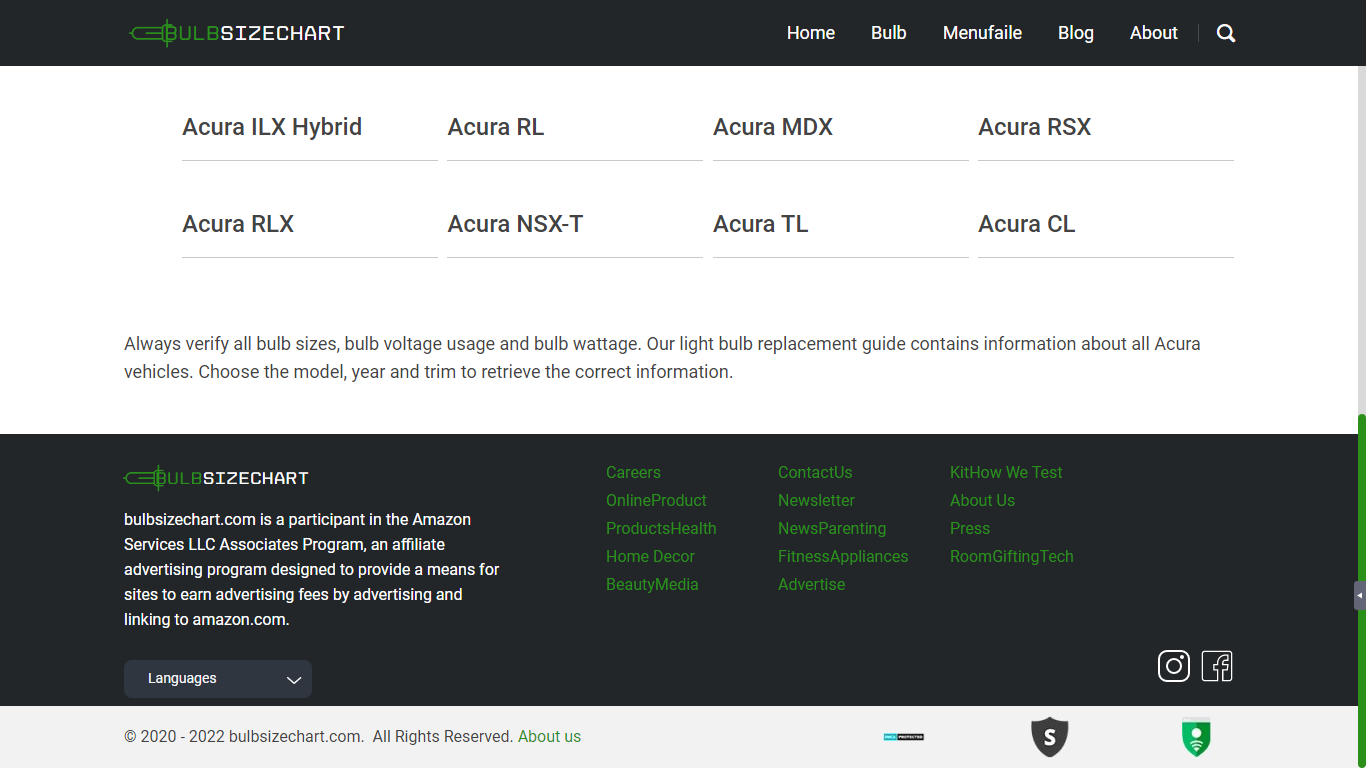 BULBSIZECHART
Home Bulb Menufaile Blog About
Acura ILX Hybrid Acura RL Acura MDX Acura RSX
Acura RLX Acura NSX-T Acura TL Acura CL
Always verify all bulb sizes, bulb voltage usage and bulb wattage. Our light bulb replacement guide contains information about all Acura
vehicles. Choose the model, year and trim to retrieve the correct information.
BULBSIZECHART
bulbsizechart.com is a participant in the Amazon
Services LLC Associates Program, an affiliate
advertising program designed to provide a means for
sites to earn advertising fees by advertising and
linking to amazon.com.
Languages
Careers
OnlineProduct
ProductsHealth
Home Decor
BeautyMedia
ContactUs
Newsletter
NewsParenting
FitnessAppliances
Advertise
KitHow We Test
About Us
Press
RoomGiftingTech
© 2020 - 2022 bulbsizechart.com. All Rights Reserved. About us
PROTECTED
S